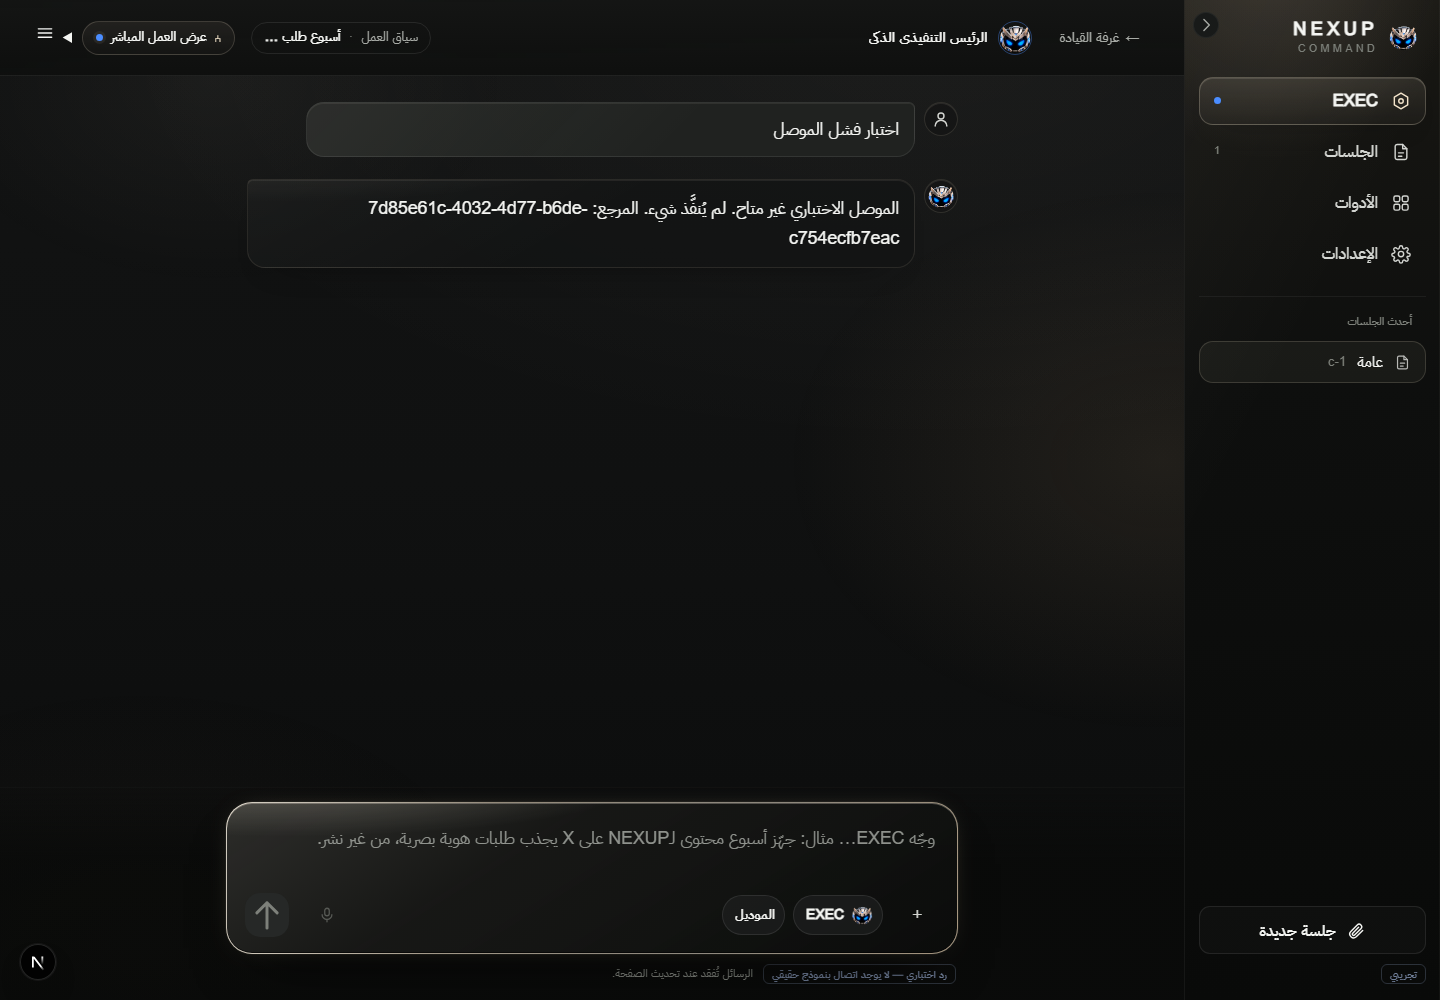 NEXUP
COMMAND
EXEC
الجلسات 1
الأدوات
الإعدادات
أحدث الجلسات
عامة c-1
جلسة جديدة
تجريبي
← غرفة القيادة
الرئيس التنفيذي الذكي
سياق العمل · أسبوع طلب ...
عرض العمل المباشر
اختبار فشل الموصل
الموصل الاختباري غير متاح. لم يُنفَّذ شيء. المرجع: 7d85e61c-4032-4d77-b6de-
c754ecfb7eac
وجّه EXEC… مثال: جهّز أسبوع محتوى لـNEXUP على X يجذب طلبات هوية بصرية، من غير نشر.
+
EXEC
الموديل
رد اختباري — لا يوجد اتصال بنموذج حقيقي
الرسائل تُفقد عند تحديث الصفحة.
N